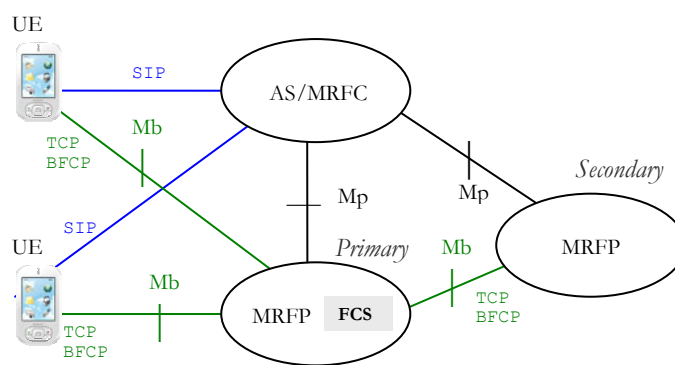 UE
SIP
AS/MRFC
TCP
BFCP
Mb
Mp
Secondary
Mp
SIP
UE
Primary
MRFP
Mb
Mb
TCP
BFCP
MRFP
FCS
TCP
BFCP